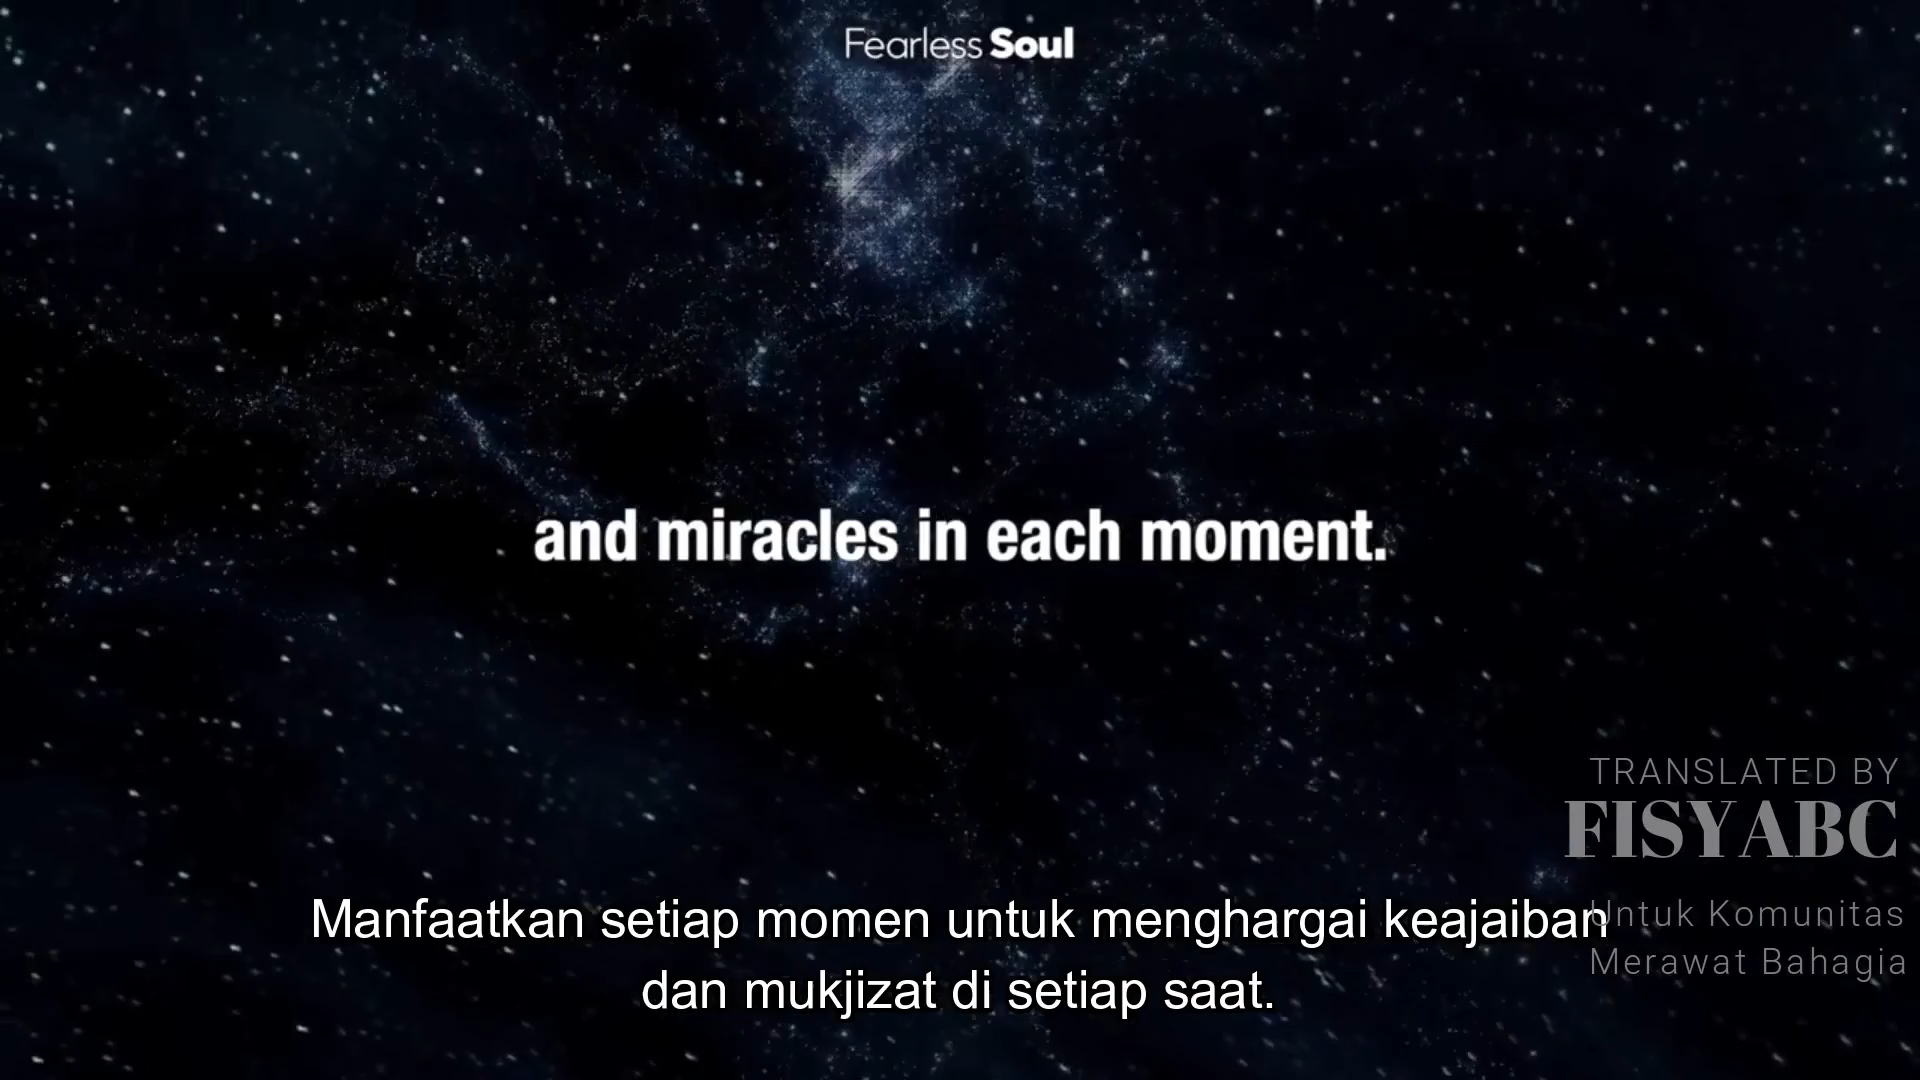 Fearless Soul
and miracles in each moment.
TRANSLATED BY
FISYABC
Untuk Komunitas
Merawat Bahagia
Manfaatkan setiap momen untuk menghargai keajaiban
dan mukjizat di setiap saat.